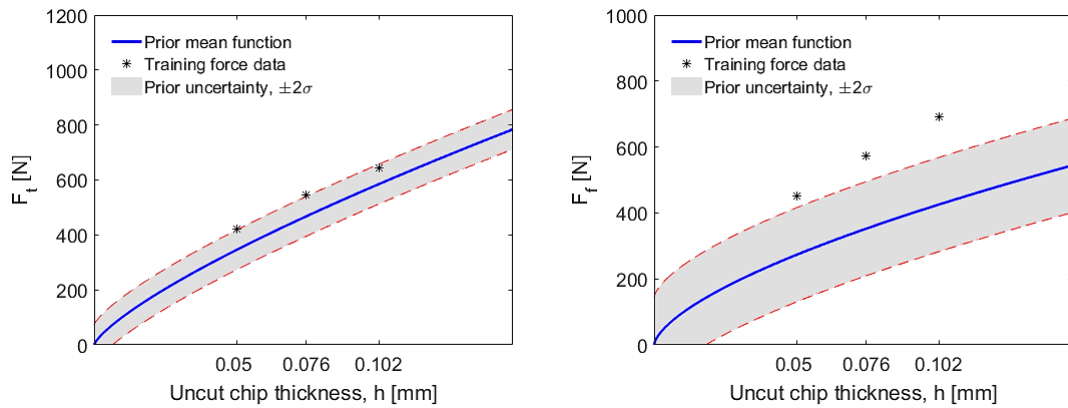 1200
1000
800
600
400
200
0
F_t [N]
Prior mean function
Training force data
Prior uncertainty, ±2σ
0.05 0.076 0.102
Uncut chip thickness, h [mm]
1000
800
600
400
200
0
F_f [N]
Prior mean function
Training force data
Prior uncertainty, ±2σ
0.05 0.076 0.102
Uncut chip thickness, h [mm]